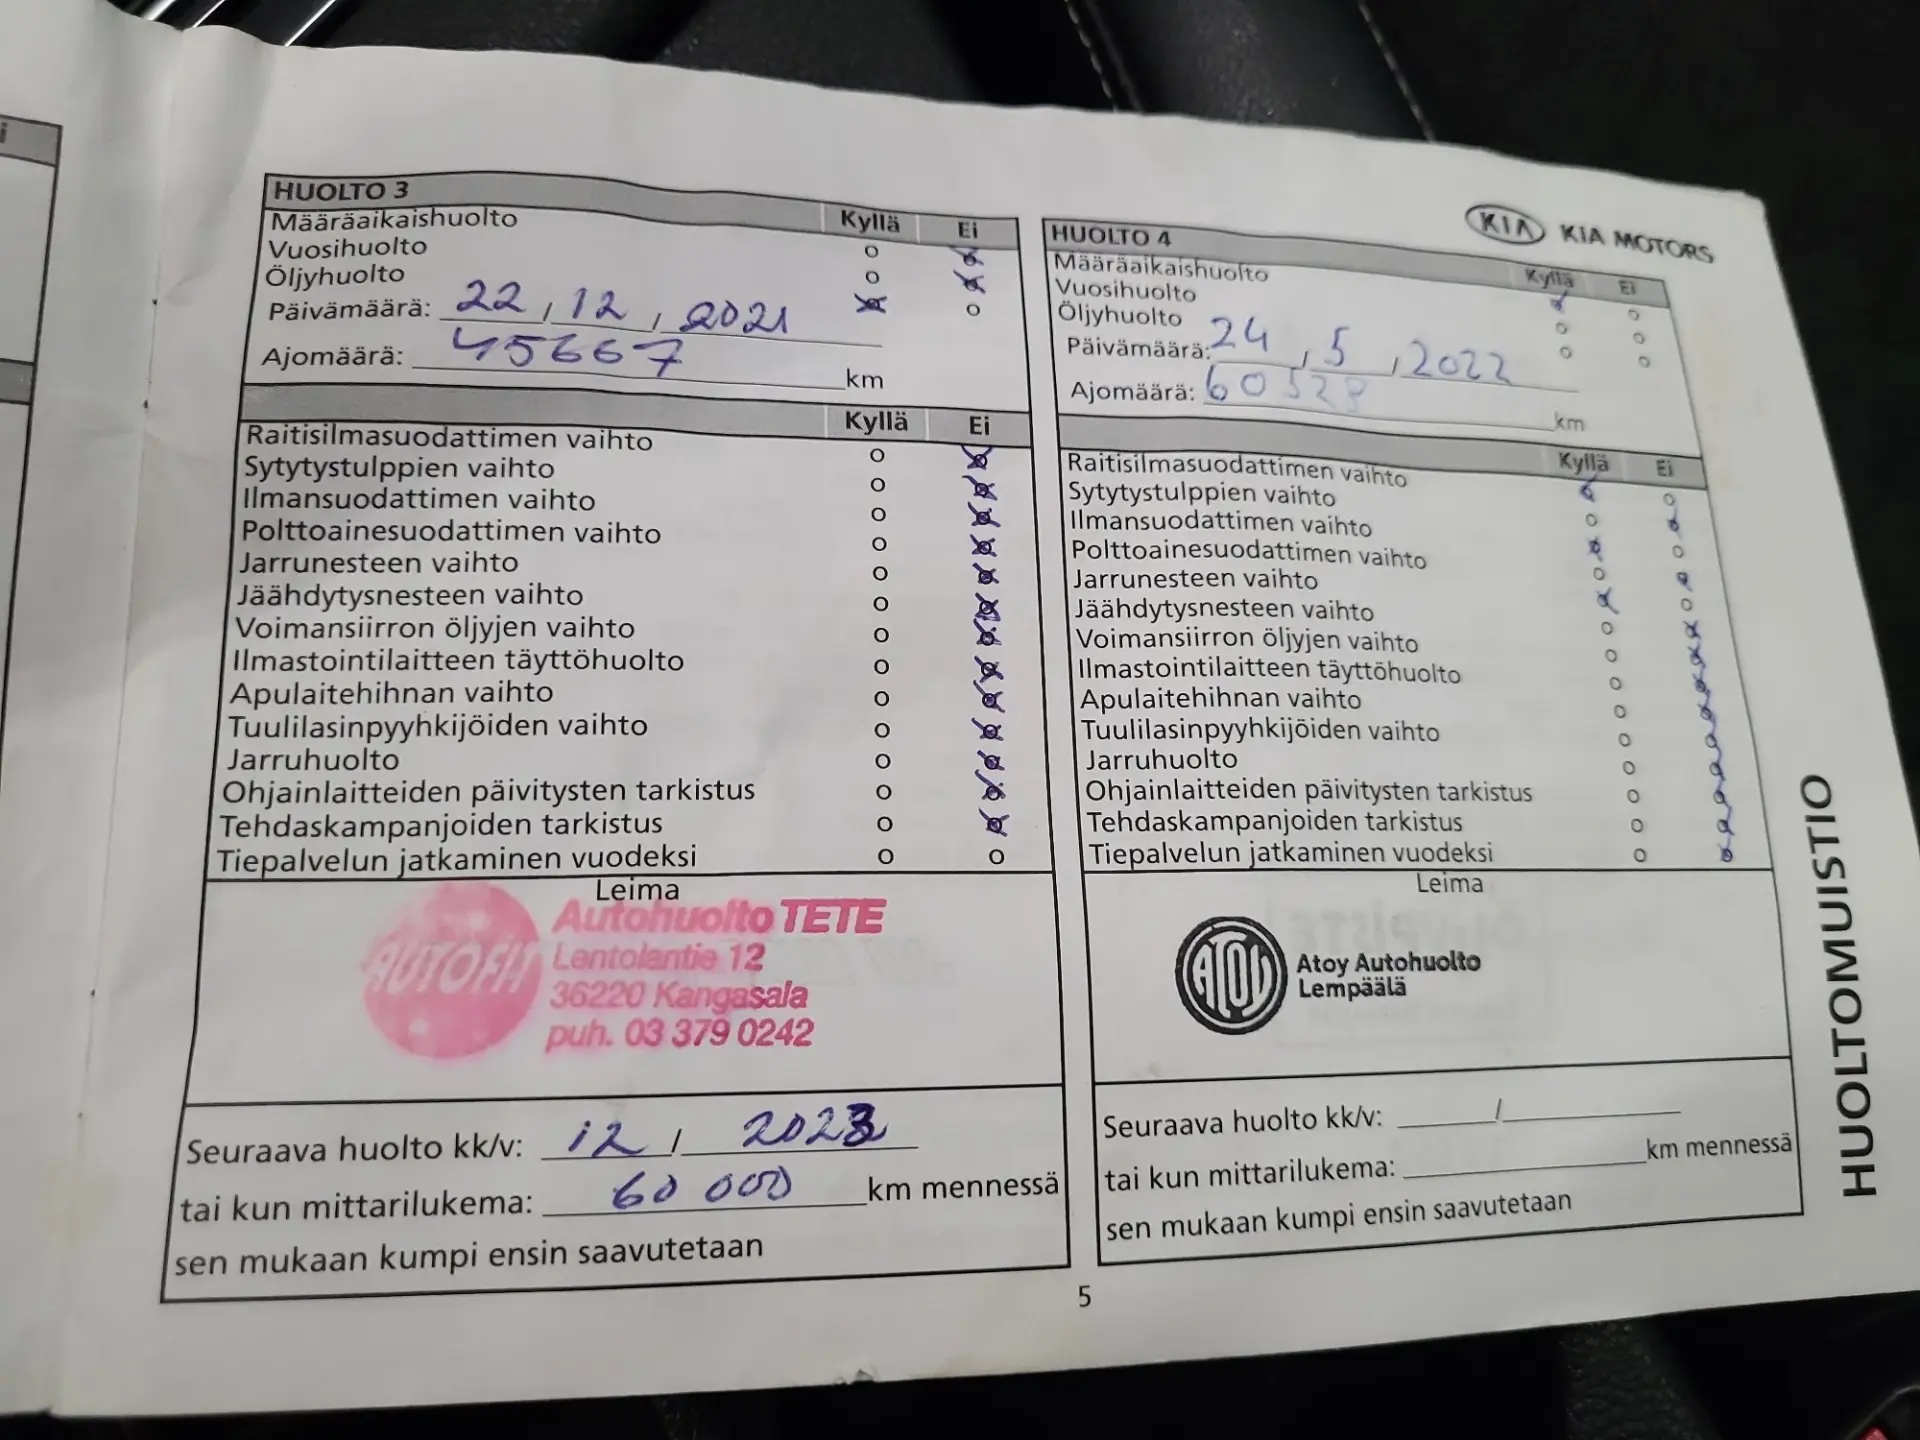 i
HUOLTO 3
Kyllä Ei
Määräaikaishuolto
Vuosihuolto
Öljyhuolto
Päivämäärä: 22 / 12 / 2021
Ajomäärä: 45667 km
Kyllä Ei
Raitisilmasuodattimen vaihto
Sytytystulppien vaihto
Ilmansuodattimen vaihto
Polttoainesuodattimen vaihto
Jarrunesteen vaihto
Jäähdytysnesteen vaihto
Voimansiirron öljyjen vaihto
Ilmastointilaitteen täyttöhuolto
Apulaitehihnan vaihto
Tuulilasinpyyhkijöiden vaihto
Jarruhuolto
Ohjainlaitteiden päivitysten tarkistus
Tehdaskampanjoiden tarkistus
Tiepalvelun jatkaminen vuodeksi
Leima
AUTOFIT
Autohuolto TETE
Lentolantie 12
36220 Kangasala
puh. 03 379 0242
Seuraava huolto kk/v: 12 / 2023
tai kun mittarilukema: 60 000 km mennessä
sen mukaan kumpi ensin saavutetaan
KIA KIA MOTORS
HUOLTO 4
Kyllä Ei
Määräaikaishuolto
Vuosihuolto
Öljyhuolto
Päivämäärä: 24 / 5 / 2022
Ajomäärä: 60528 km
Kyllä Ei
Raitisilmasuodattimen vaihto
Sytytystulppien vaihto
Ilmansuodattimen vaihto
Polttoainesuodattimen vaihto
Jarrunesteen vaihto
Jäähdytysnesteen vaihto
Voimansiirron öljyjen vaihto
Ilmastointilaitteen täyttöhuolto
Apulaitehihnan vaihto
Tuulilasinpyyhkijöiden vaihto
Jarruhuolto
Ohjainlaitteiden päivitysten tarkistus
Tehdaskampanjoiden tarkistus
Tiepalvelun jatkaminen vuodeksi
Leima
ATOY
Atoy Autohuolto
Lempäälä
Seuraava huolto kk/v: /
tai kun mittarilukema: km mennessä
sen mukaan kumpi ensin saavutetaan
HUOLTOMUISTIO
5